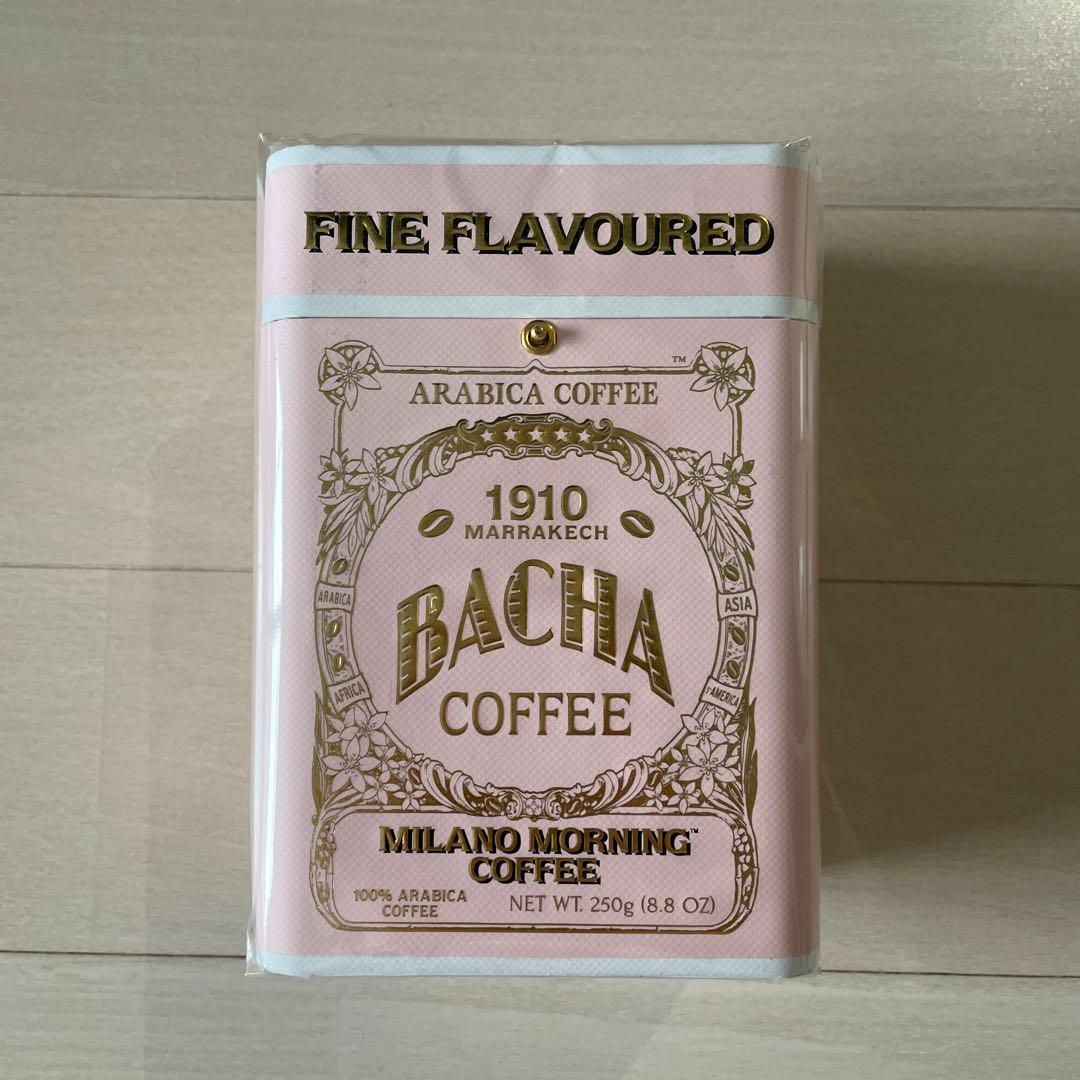 FINE FLAVOURED
™
ARABICA COFFEE
1910
MARRAKECH
BACHA
COFFEE
ARABICA
ASIA
AFRICA
Sᵗ AMERICA
MILANO MORNING™
COFFEE
100% ARABICA
COFFEE
NET WT. 250g (8.8 OZ)